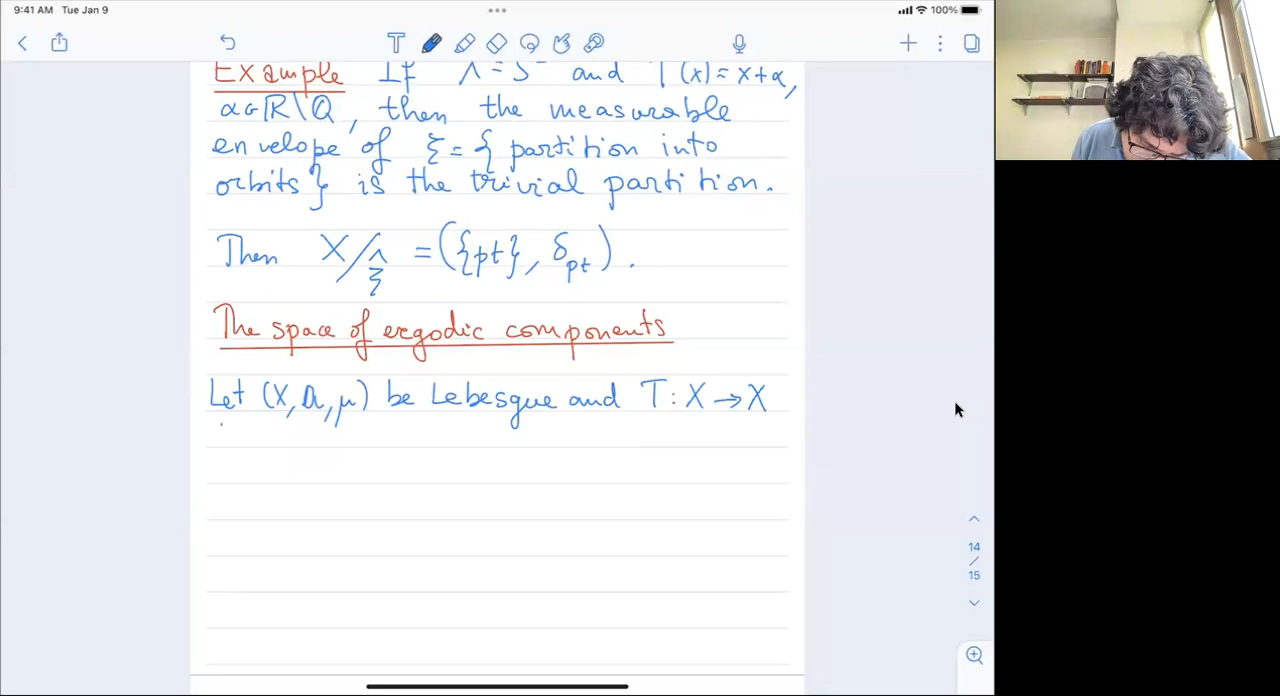 9:41 AM Tue Jan 9
100%
Example If X = S¹ and T(x) = x+α,
α∈ℝ\ℚ, then the measurable
envelope of ξ = { partition into
orbits} is the trivial partition.
Then X/ξ^ = ({pt}, δ_pt).
The space of ergodic components
Let (X, 𝔞, μ) be Lebesgue and T: X → X
14
/
15